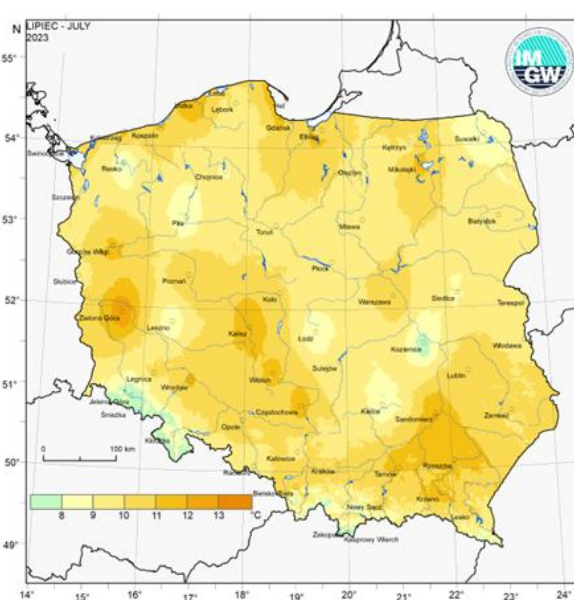 N
LIPIEC - JULY
2023
IMGW
55°
54°
53°
52°
51°
50°
49°
Łeba
Ustka
Lębork
Hel
Gdańsk
Elbląg
Koszalin
Kołobrzeg
Świnoujście
Resko
Chojnice
Kętrzyn
Mikołajki
Suwałki
Olsztyn
Szczecin
Piła
Toruń
Mława
Białystok
Gorzów Wlkp.
Słubice
Poznań
Koło
Płock
Warszawa
Siedlce
Terespol
Zielona Góra
Leszno
Kalisz
Łódź
Kozienice
Włodawa
Sulejów
Legnica
Wrocław
Wieluń
Lublin
Jelenia Góra
Śnieżka
Kłodzko
Opole
Częstochowa
Kielce
Sandomierz
Zamość
Katowice
Racibórz
Kraków
Tarnów
Rzeszów
Bielsko-Biała
Nowy Sącz
Krosno
Lesko
Zakopane
Kasprowy Wierch
0 100 km
8 9 10 11 12 13 °C
14° 15° 16° 17° 18° 19° 20° 21° 22° 23° 24°